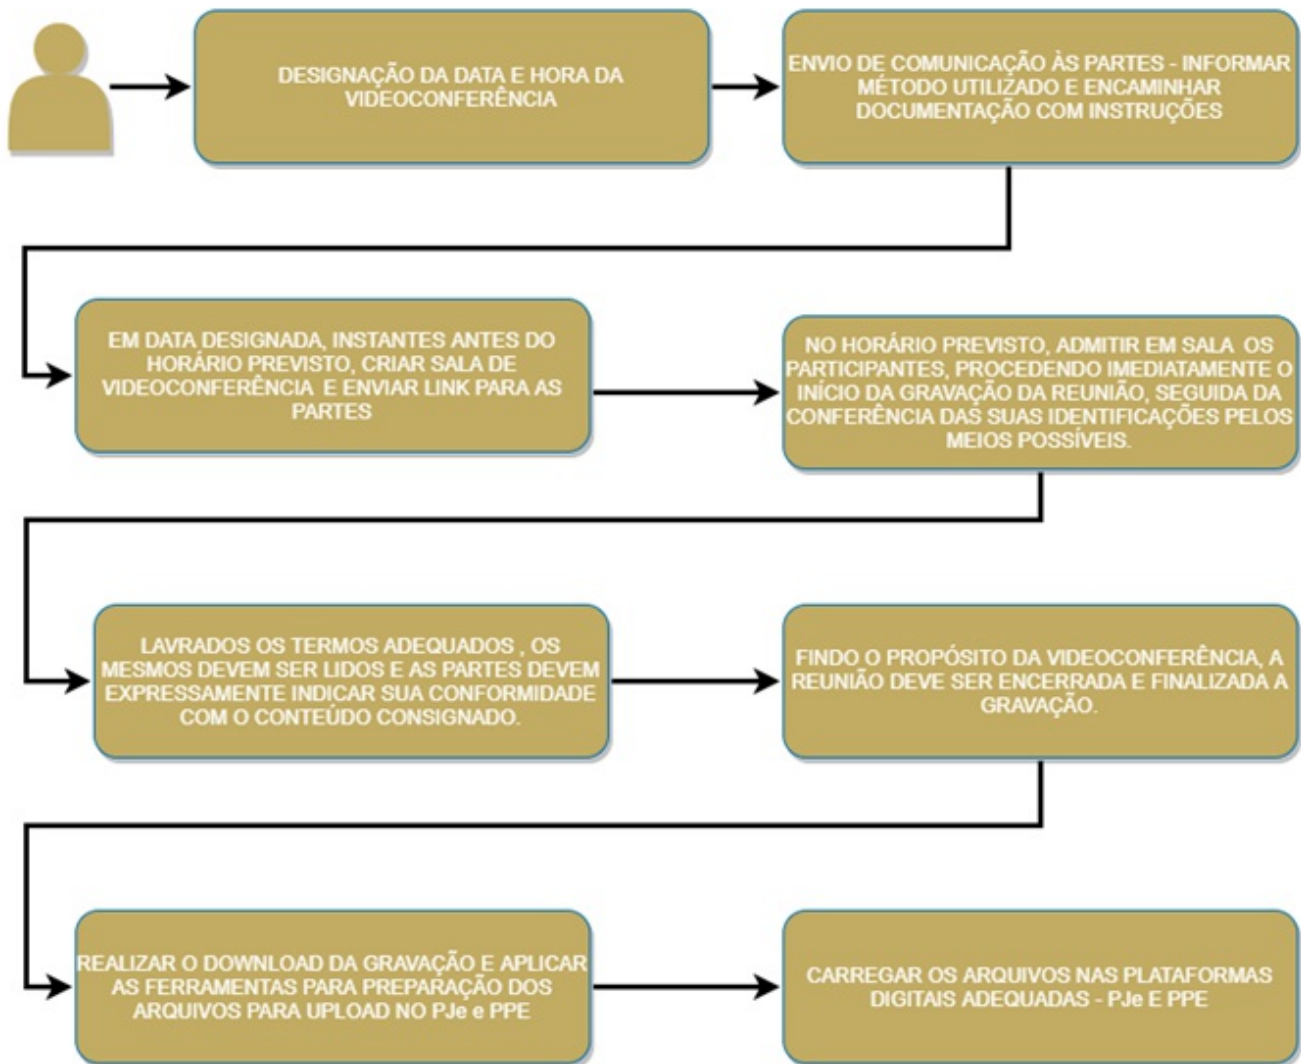 DESIGNAÇÃO DA DATA E HORA DA
VIDEOCONFERÊNCIA
ENVIO DE COMUNICAÇÃO ÀS PARTES - INFORMAR
MÉTODO UTILIZADO E ENCAMINHAR
DOCUMENTAÇÃO COM INSTRUÇÕES
EM DATA DESIGNADA, INSTANTES ANTES DO
HORÁRIO PREVISTO, CRIAR SALA DE
VIDEOCONFERÊNCIA E ENVIAR LINK PARA AS
PARTES
NO HORÁRIO PREVISTO, ADMITIR EM SALA OS
PARTICIPANTES, PROCEDENDO IMEDIATAMENTE O
INÍCIO DA GRAVAÇÃO DA REUNIÃO, SEGUIDA DA
CONFERÊNCIA DAS SUAS IDENTIFICAÇÕES PELOS
MEIOS POSSÍVEIS.
LAVRADOS OS TERMOS ADEQUADOS , OS
MESMOS DEVEM SER LIDOS E AS PARTES DEVEM
EXPRESSAMENTE INDICAR SUA CONFORMIDADE
COM O CONTEÚDO CONSIGNADO.
FINDO O PROPÓSITO DA VIDEOCONFERÊNCIA, A
REUNIÃO DEVE SER ENCERRADA E FINALIZADA A
GRAVAÇÃO.
REALIZAR O DOWNLOAD DA GRAVAÇÃO E APLICAR
AS FERRAMENTAS PARA PREPARAÇÃO DOS
ARQUIVOS PARA UPLOAD NO PJe e PPE
CARREGAR OS ARQUIVOS NAS PLATAFORMAS
DIGITAIS ADEQUADAS - PJe E PPE